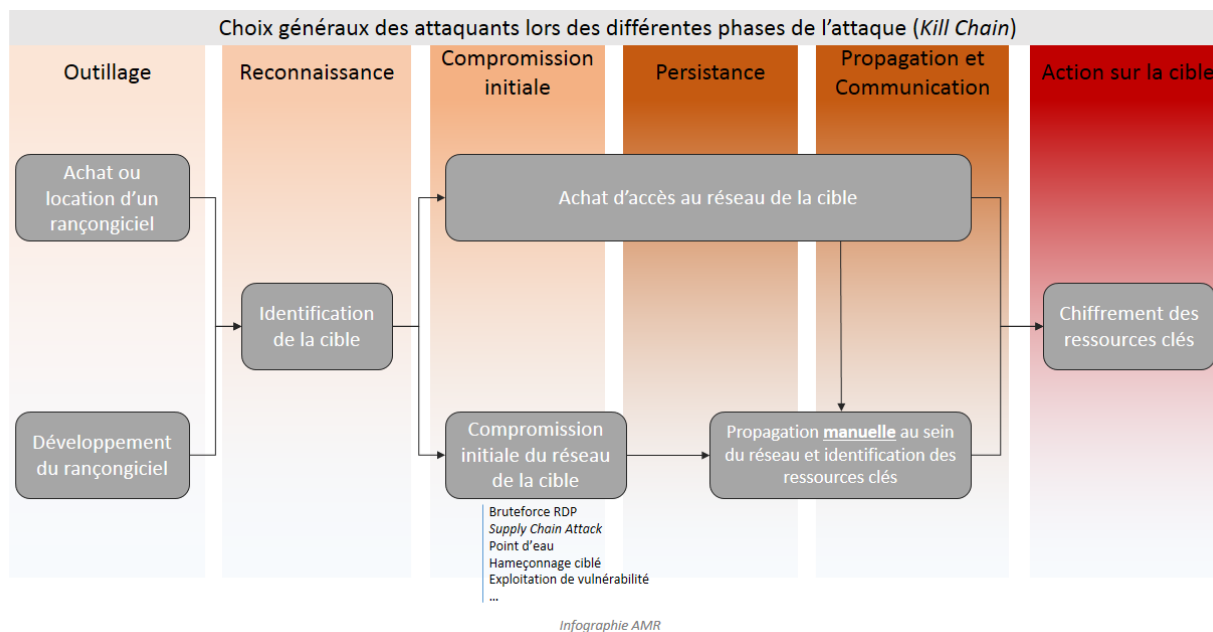 Choix généraux des attaquants lors des différentes phases de l'attaque (Kill Chain)
Outillage
Reconnaissance
Compromission
initiale
Persistance
Propagation et
Communication
Action sur la cible
Achat ou
location d'un
rançongiciel
Achat d'accès au réseau de la cible
Identification
de la cible
Chiffrement des
ressources clés
Développement
du rançongiciel
Compromission
initiale du réseau
de la cible
Propagation manuelle au sein
du réseau et identification des
ressources clés
Bruteforce RDP
Supply Chain Attack
Point d'eau
Hameçonnage ciblé
Exploitation de vulnérabilité
...
Infographie AMR